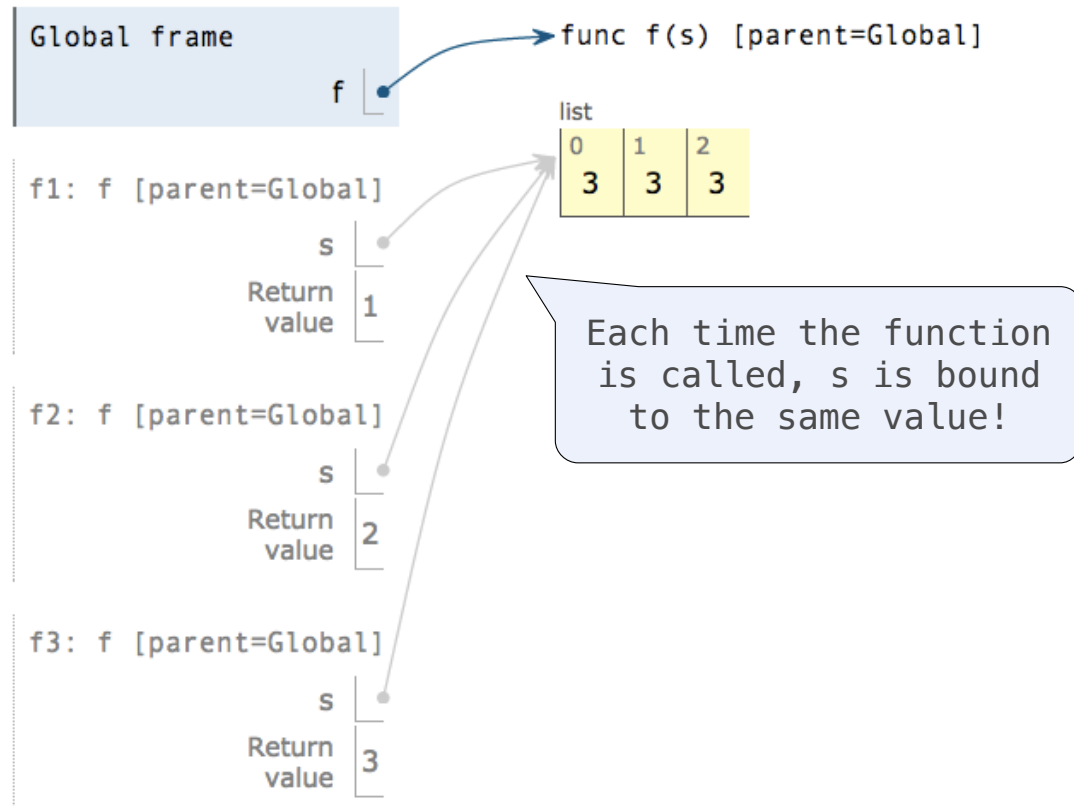 Global frame
f
func f(s) [parent=Global]
list
0 1 2
3 3 3
f1: f [parent=Global]
s
Return
value
1
Each time the function
is called, s is bound
to the same value!
f2: f [parent=Global]
s
Return
value
2
f3: f [parent=Global]
s
Return
value
3